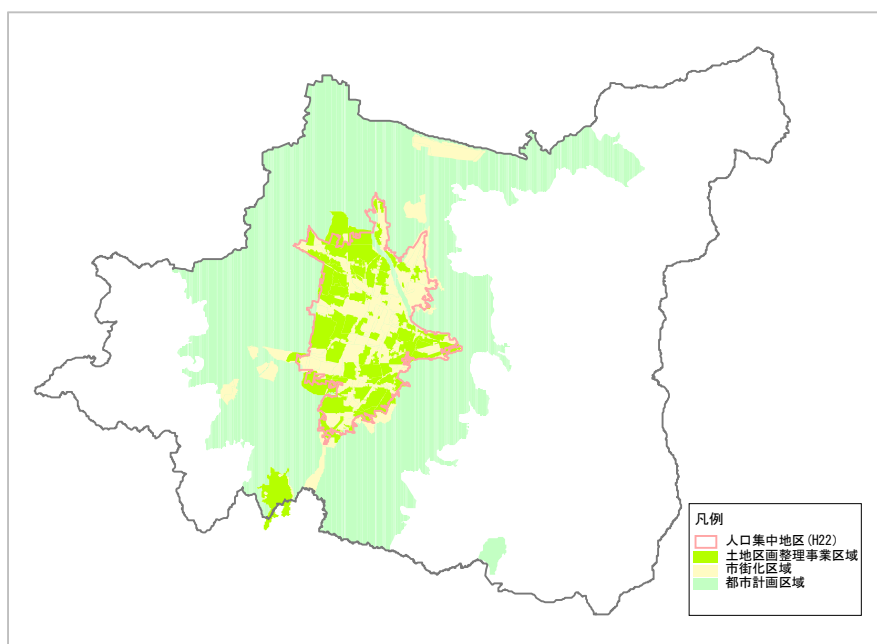 凡例
人口集中地区(H22)
土地区画整理事業区域
市街化区域
都市計画区域